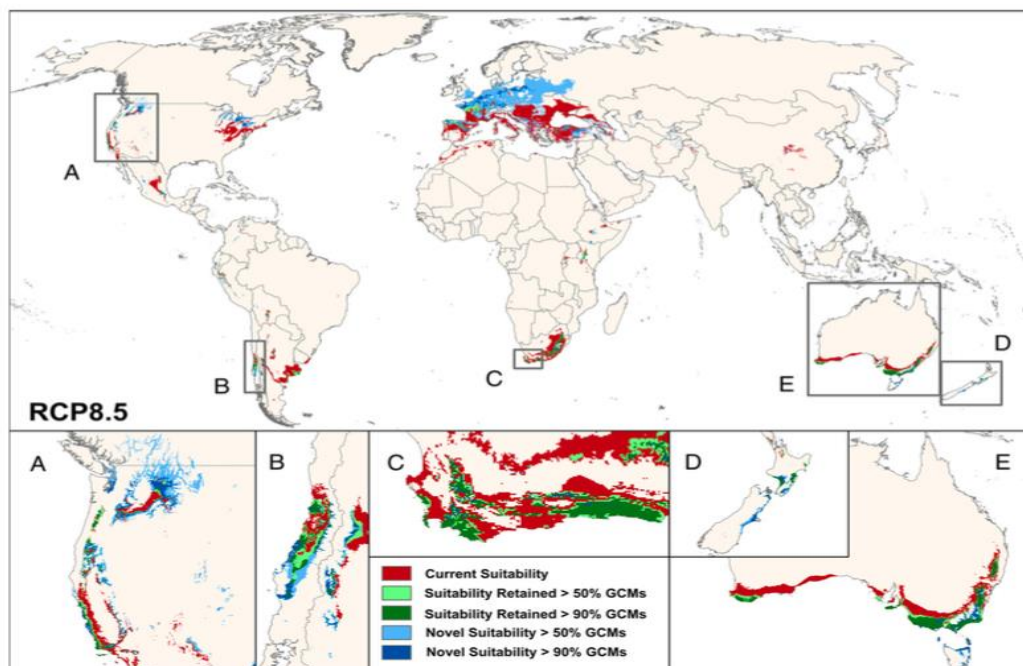 A
B
C
D
E
RCP8.5
A
B
C
D
E
Current Suitability
Suitability Retained > 50% GCMs
Suitability Retained > 90% GCMs
Novel Suitability > 50% GCMs
Novel Suitability > 90% GCMs